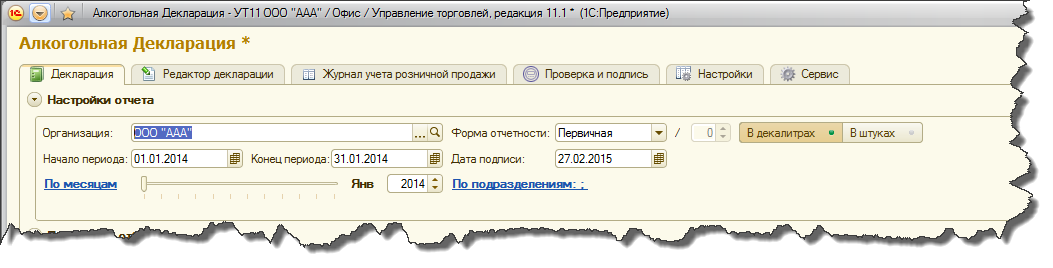 1С Алкогольная Декларация - УТ11 ООО "ААА" / Офис / Управление торговлей, редакция 11.1 * (1С:Предприятие)
Алкогольная Декларация *
Декларация Редактор декларации Журнал учета розничной продажи Проверка и подпись Настройки Сервис
Настройки отчета
Организация: ООО "ААА" ... Форма отчетности: Первичная / 0 В декалитрах В штуках
Начало периода: 01.01.2014 Конец периода: 31.01.2014 Дата подписи: 27.02.2015
По месяцам Янв 2014 По подразделениям: ;